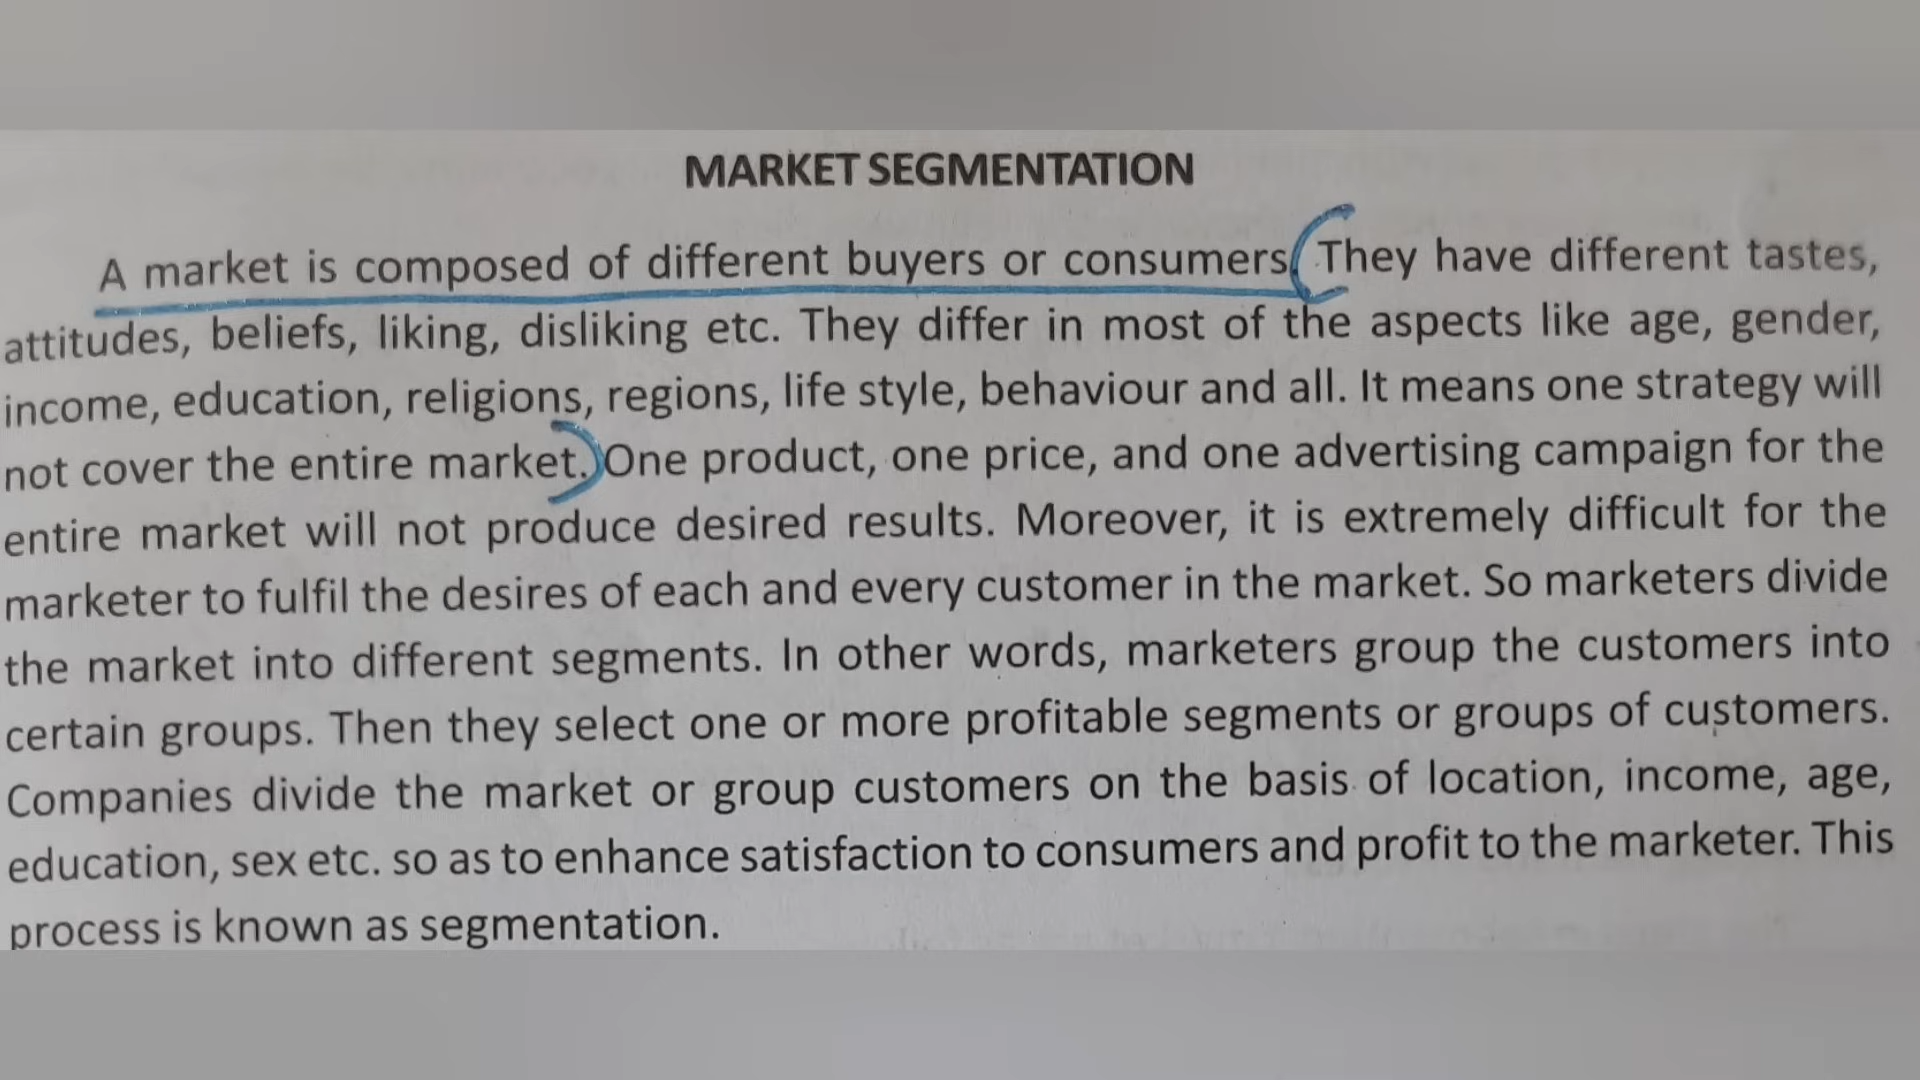 MARKET SEGMENTATION
A market is composed of different buyers or consumers. They have different tastes,
attitudes, beliefs, liking, disliking etc. They differ in most of the aspects like age, gender,
income, education, religions, regions, life style, behaviour and all. It means one strategy will
not cover the entire market. One product, one price, and one advertising campaign for the
entire market will not produce desired results. Moreover, it is extremely difficult for the
marketer to fulfil the desires of each and every customer in the market. So marketers divide
the market into different segments. In other words, marketers group the customers into
certain groups. Then they select one or more profitable segments or groups of customers.
Companies divide the market or group customers on the basis of location, income, age,
education, sex etc. so as to enhance satisfaction to consumers and profit to the marketer. This
process is known as segmentation.